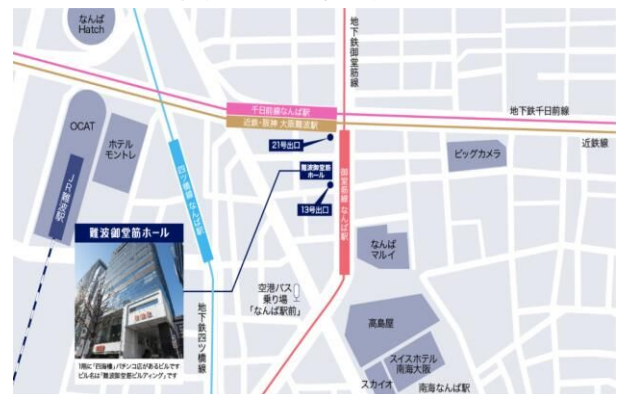 なんば
Hatch
地下鉄御堂筋線
千日前線なんば駅
近鉄・阪神 大阪難波駅
地下鉄千日前線
近鉄線
OCAT
ホテル
モントレ
21号出口
難波御堂筋
ホール
13号出口
ビッグカメラ
四ツ橋線 なんば駅
御堂筋線 なんば駅
JR難波駅
難波御堂筋ホール
なんば
マルイ
空港バス
乗り場
「なんば駅前」
地下鉄四ツ橋線
高島屋
スイスホテル
南海大阪
スカイオ
南海なんば駅
1階に「四海樓」パチンコ店があるビルです
ビル名は「難波御堂筋ビルディング」です